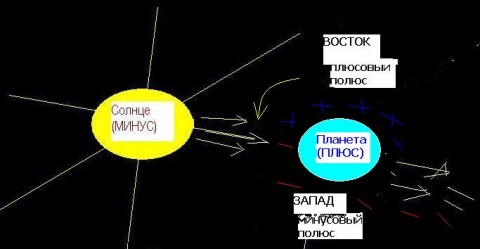 ВОСТОК
плюсовый
полюс
Солнце
(МИНУС)
Планета
(ПЛЮС)
ЗАПАД
минусовый
полюс